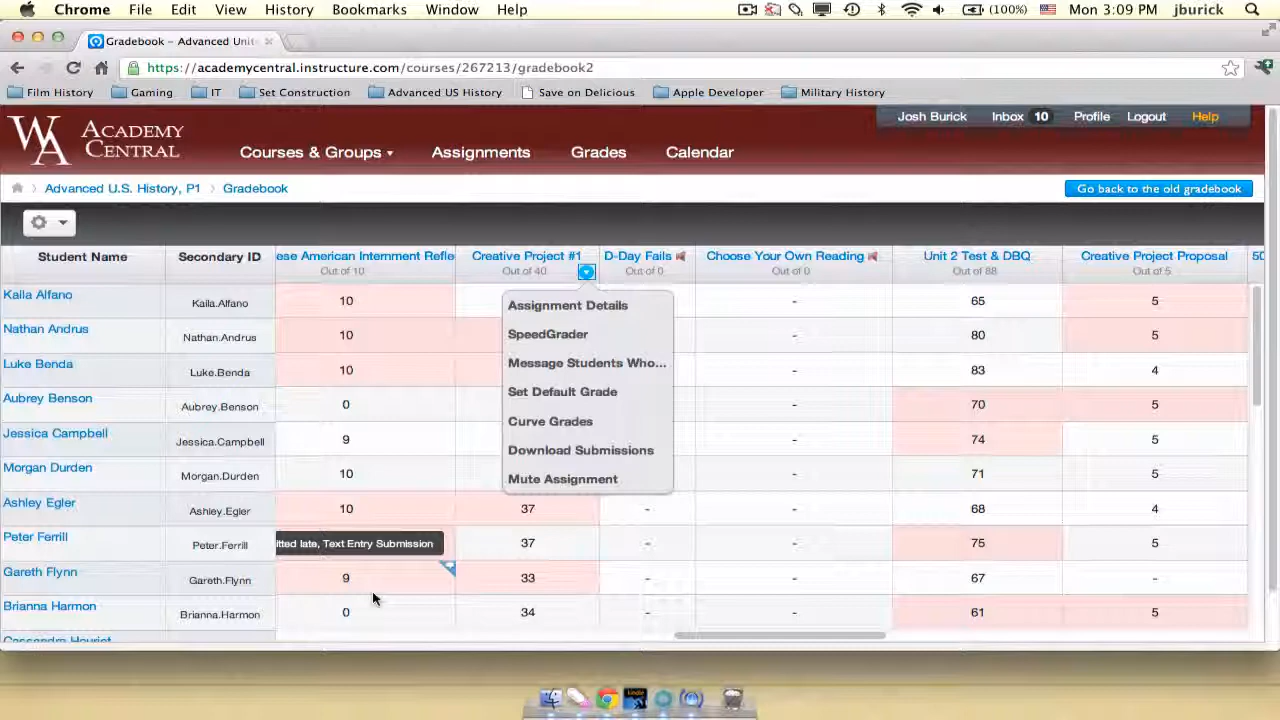 Chrome File Edit View History Bookmarks Window Help (100%) Mon 3:09 PM jburick
Gradebook – Advanced Unit
https://academycentral.instructure.com/courses/267213/gradebook2
Film History Gaming IT Set Construction Advanced US History Save on Delicious Apple Developer Military History
Josh Burick Inbox 10 Profile Logout Help
WA ACADEMY CENTRAL
Courses & Groups Assignments Grades Calendar
Advanced U.S. History, P1 Gradebook Go back to the old gradebook
Student Name Secondary ID ese American Internment Refle Creative Project #1 D-Day Fails Choose Your Own Reading Unit 2 Test & DBQ Creative Project Proposal 50
Out of 10 Out of 40 Out of 0 Out of 0 Out of 88 Out of 5
Kaila Alfano Kaila.Alfano 10 - 65 5
Nathan Andrus Nathan.Andrus 10 - 80 5
Luke Benda Luke.Benda 10 - 83 4
Aubrey Benson Aubrey.Benson 0 - 70 5
Jessica Campbell Jessica.Campbell 9 - 74 5
Morgan Durden Morgan.Durden 10 - 71 5
Ashley Egler Ashley.Egler 10 37 - - 68 4
Peter Ferrill Peter.Ferrill itted late, Text Entry Submission 37 - - 75 5
Gareth Flynn Gareth.Flynn 9 33 - - 67 -
Brianna Harmon Brianna.Harmon 0 34 - - 61 5
Assignment Details
SpeedGrader
Message Students Who...
Set Default Grade
Curve Grades
Download Submissions
Mute Assignment